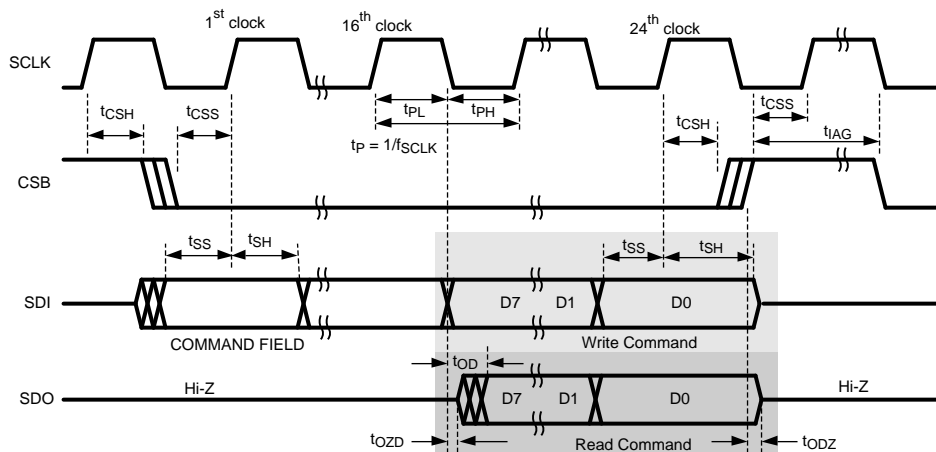 1st clock 16th clock 24th clock
SCLK
tPL tPH
tCSH tCSS tCSH tCSS
tP = 1/fSCLK
tIAG
CSB
tSS tSH tSS tSH
SDI
D7 D1 D0
COMMAND FIELD Write Command
tOD
Hi-Z Hi-Z
SDO
D7 D1 D0
tOZD Read Command tODZ